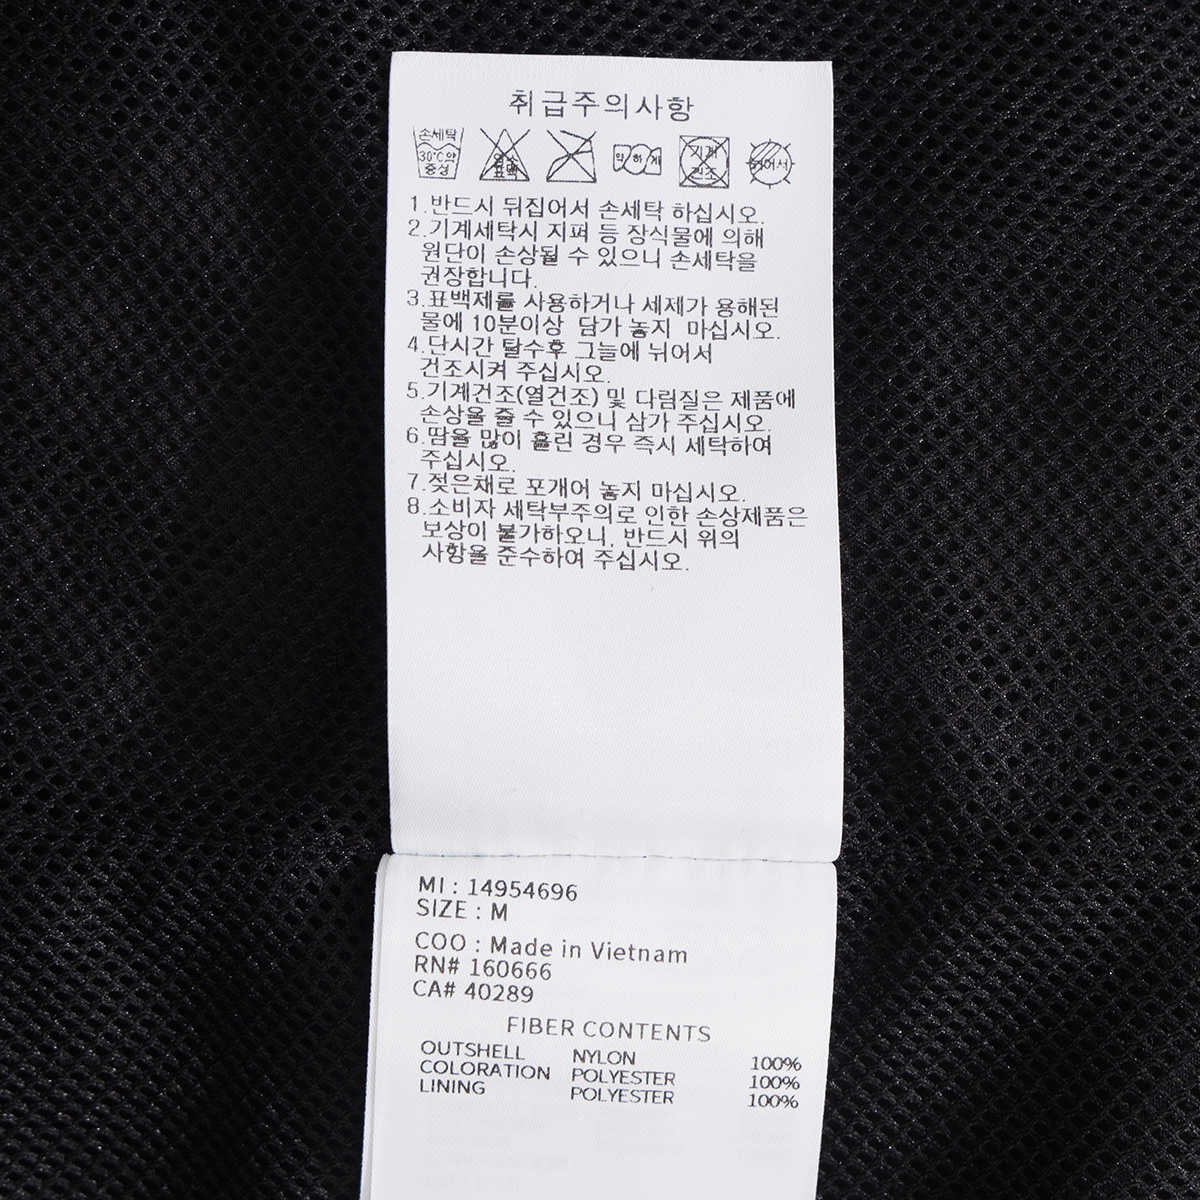 취급주의사항
손세탁
30°C약
중성
염소
표백
약하게
기계
건조
뉘어서
1.반드시 뒤집어서 손세탁 하십시오.
2.기계세탁시 지퍼 등 장식물에 의해
원단이 손상될 수 있으니 손세탁을
권장합니다.
3.표백제를 사용하거나 세제가 용해된
물에 10분이상 담가 놓지 마십시오.
4.단시간 탈수후 그늘에 뉘어서
건조시켜 주십시오.
5.기계건조(열건조) 및 다림질은 제품에
손상을 줄 수 있으니 삼가 주십시오.
6.땀을 많이 흘린 경우 즉시 세탁하여
주십시오.
7.젖은채로 포개어 놓지 마십시오.
8.소비자 세탁부주의로 인한 손상제품은
보상이 불가하오니, 반드시 위의
사항을 준수하여 주십시오.
MI : 14954696
SIZE : M
COO : Made in Vietnam
RN# 160666
CA# 40289
FIBER CONTENTS
OUTSHELL NYLON 100%
COLORATION POLYESTER 100%
LINING POLYESTER 100%